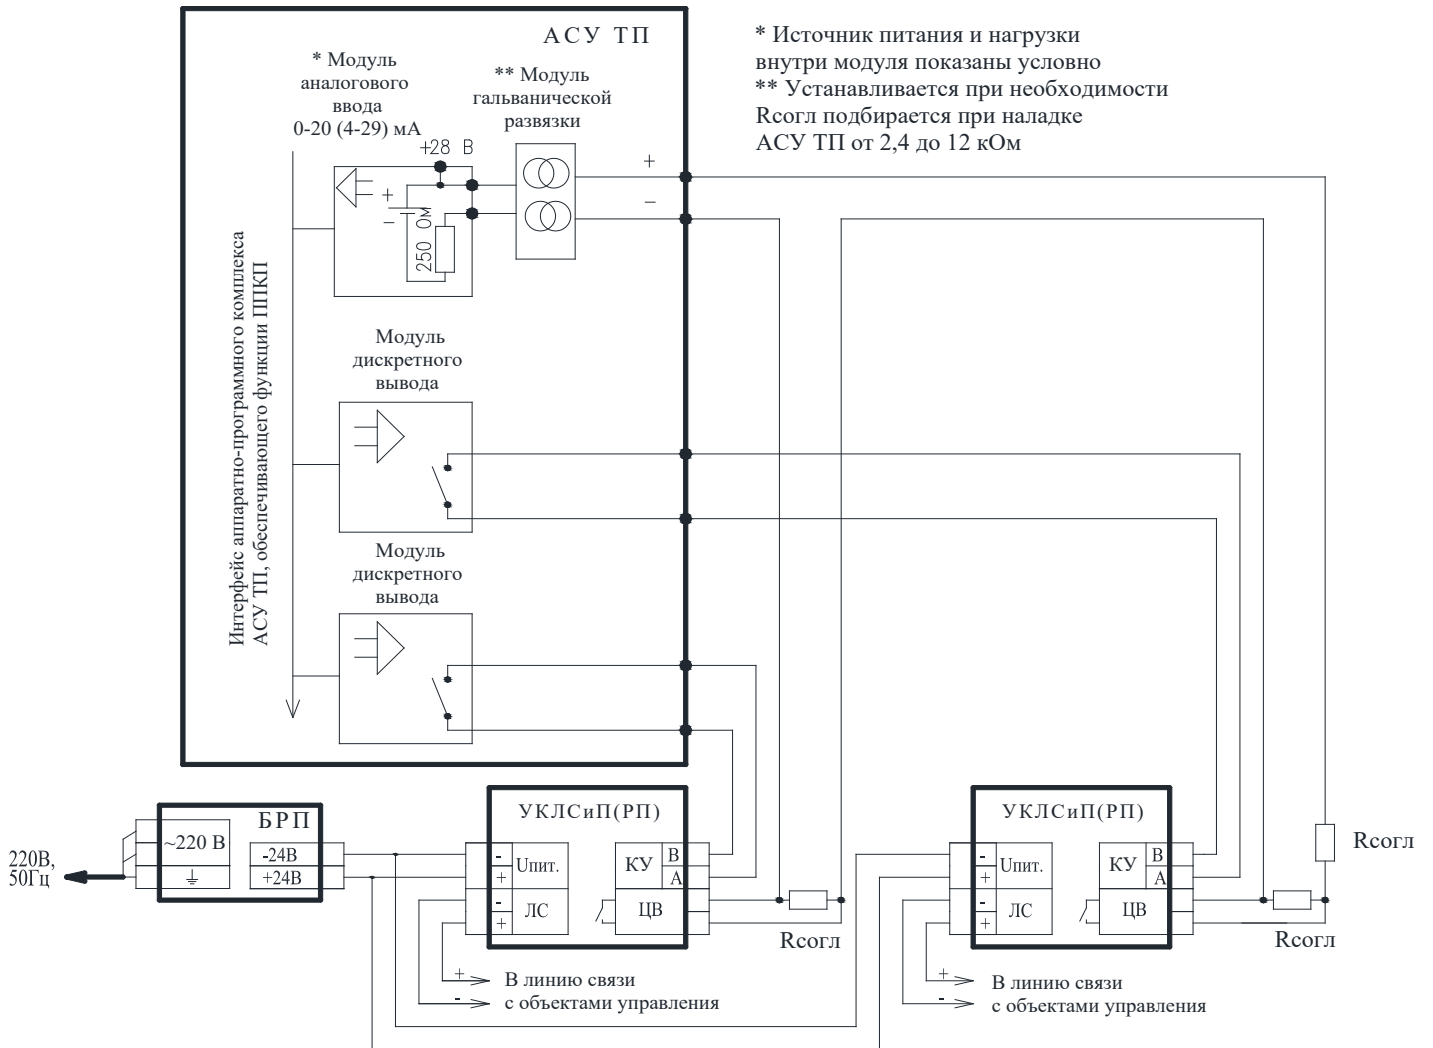 АСУ ТП
* Модуль
аналогового
ввода
0-20 (4-29) мА
** Модуль
гальванической
развязки
* Источник питания и нагрузки
внутри модуля показаны условно
** Устанавливается при необходимости
Rсогл подбирается при наладке
АСУ ТП от 2,4 до 12 кОм
+28 В
+
-
250 ОМ
+
-
Интерфейс аппаратно-программного комплекса
АСУ ТП, обеспечивающего функции ППКП
Модуль
дискретного
вывода
Модуль
дискретного
вывода
220В,
50Гц
БРП
~220 В
-24В
+24В
УКЛСиП(РП)
-
+
Uпит.
-
+
ЛС
КУ
В
А
ЦВ
Rсогл
+
-
В линию связи
с объектами управления
УКЛСиП(РП)
-
+
Uпит.
-
+
ЛС
КУ
В
А
ЦВ
Rсогл
Rсогл
+
-
В линию связи
с объектами управления